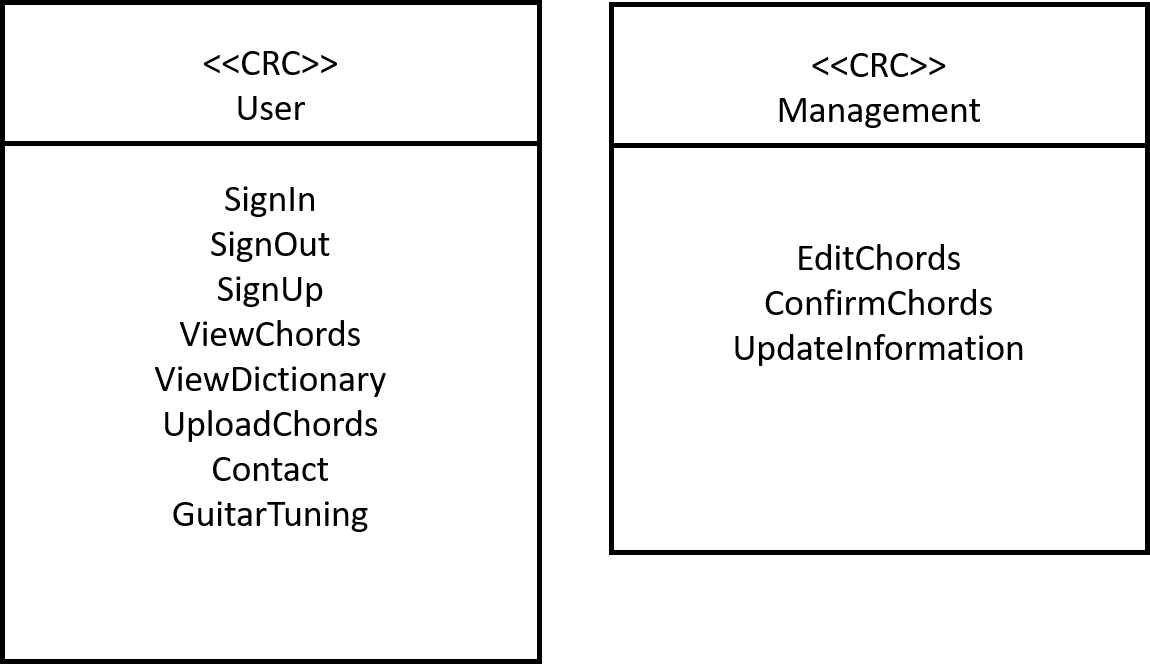 <<CRC>>
User
SignIn
SignOut
SignUp
ViewChords
ViewDictionary
UploadChords
Contact
GuitarTuning
<<CRC>>
Management
EditChords
ConfirmChords
UpdateInformation